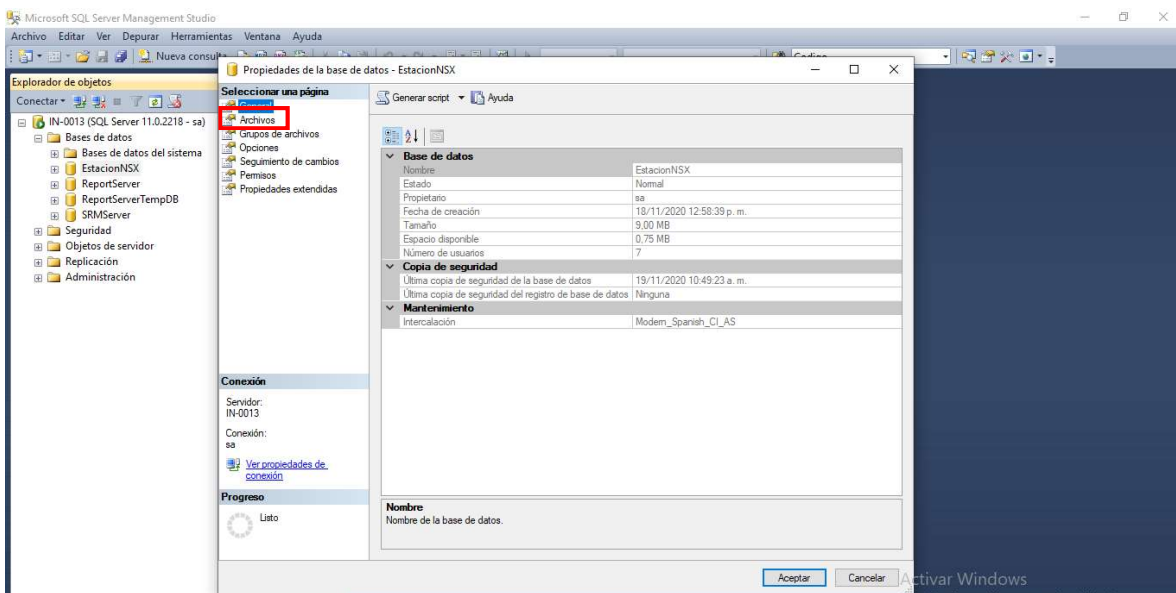 Microsoft SQL Server Management Studio
Archivo Editar Ver Depurar Herramientas Ventana Ayuda
Nueva consulta
Explorador de objetos
Conectar
IN-0013 (SQL Server 11.0.2218 - sa)
Bases de datos
Bases de datos del sistema
EstacionNSX
ReportServer
ReportServerTempDB
SRMServer
Seguridad
Objetos de servidor
Replicación
Administración
Propiedades de la base de datos - EstacionNSX
Seleccionar una página
General
Archivos
Grupos de archivos
Opciones
Seguimiento de cambios
Permisos
Propiedades extendidas
Conexión
Servidor:
IN-0013
Conexión:
sa
Ver propiedades de
conexión
Progreso
Listo
Generar script Ayuda
Base de datos
Nombre EstacionNSX
Estado Normal
Propietario sa
Fecha de creación 18/11/2020 12:58:39 p. m.
Tamaño 9,00 MB
Espacio disponible 0,75 MB
Número de usuarios 7
Copia de seguridad
Última copia de seguridad de la base de datos 19/11/2020 10:49:23 a. m.
Última copia de seguridad del registro de base de datos Ninguna
Mantenimiento
Intercalación Modern_Spanish_CI_AS
Nombre
Nombre de la base de datos.
Aceptar Cancelar
Activar Windows